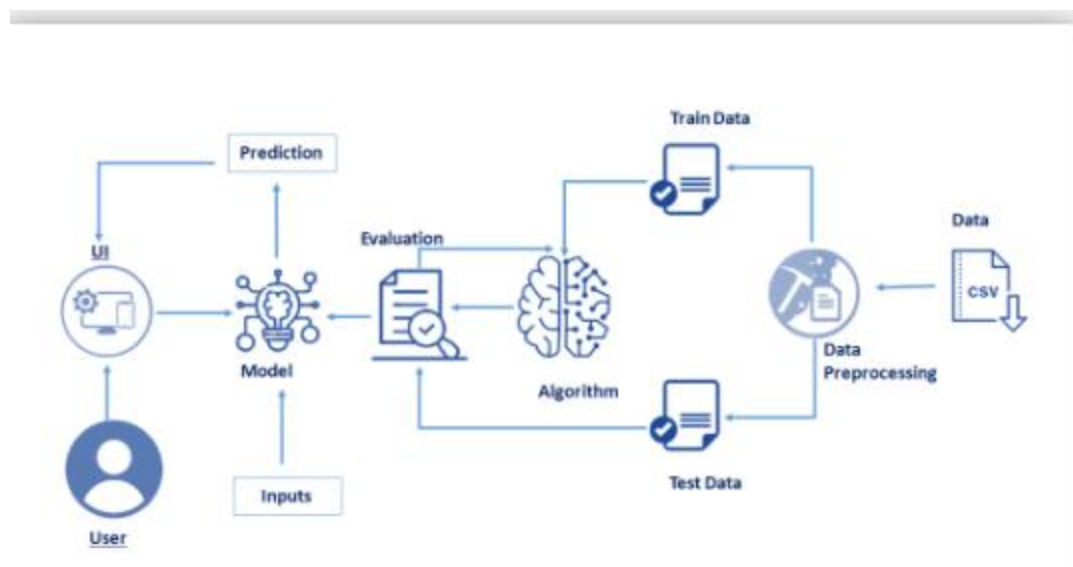 Train Data
Prediction
Data
Evaluation
UI
CSV
Data
Preprocessing
Model
Algorithm
Test Data
Inputs
User